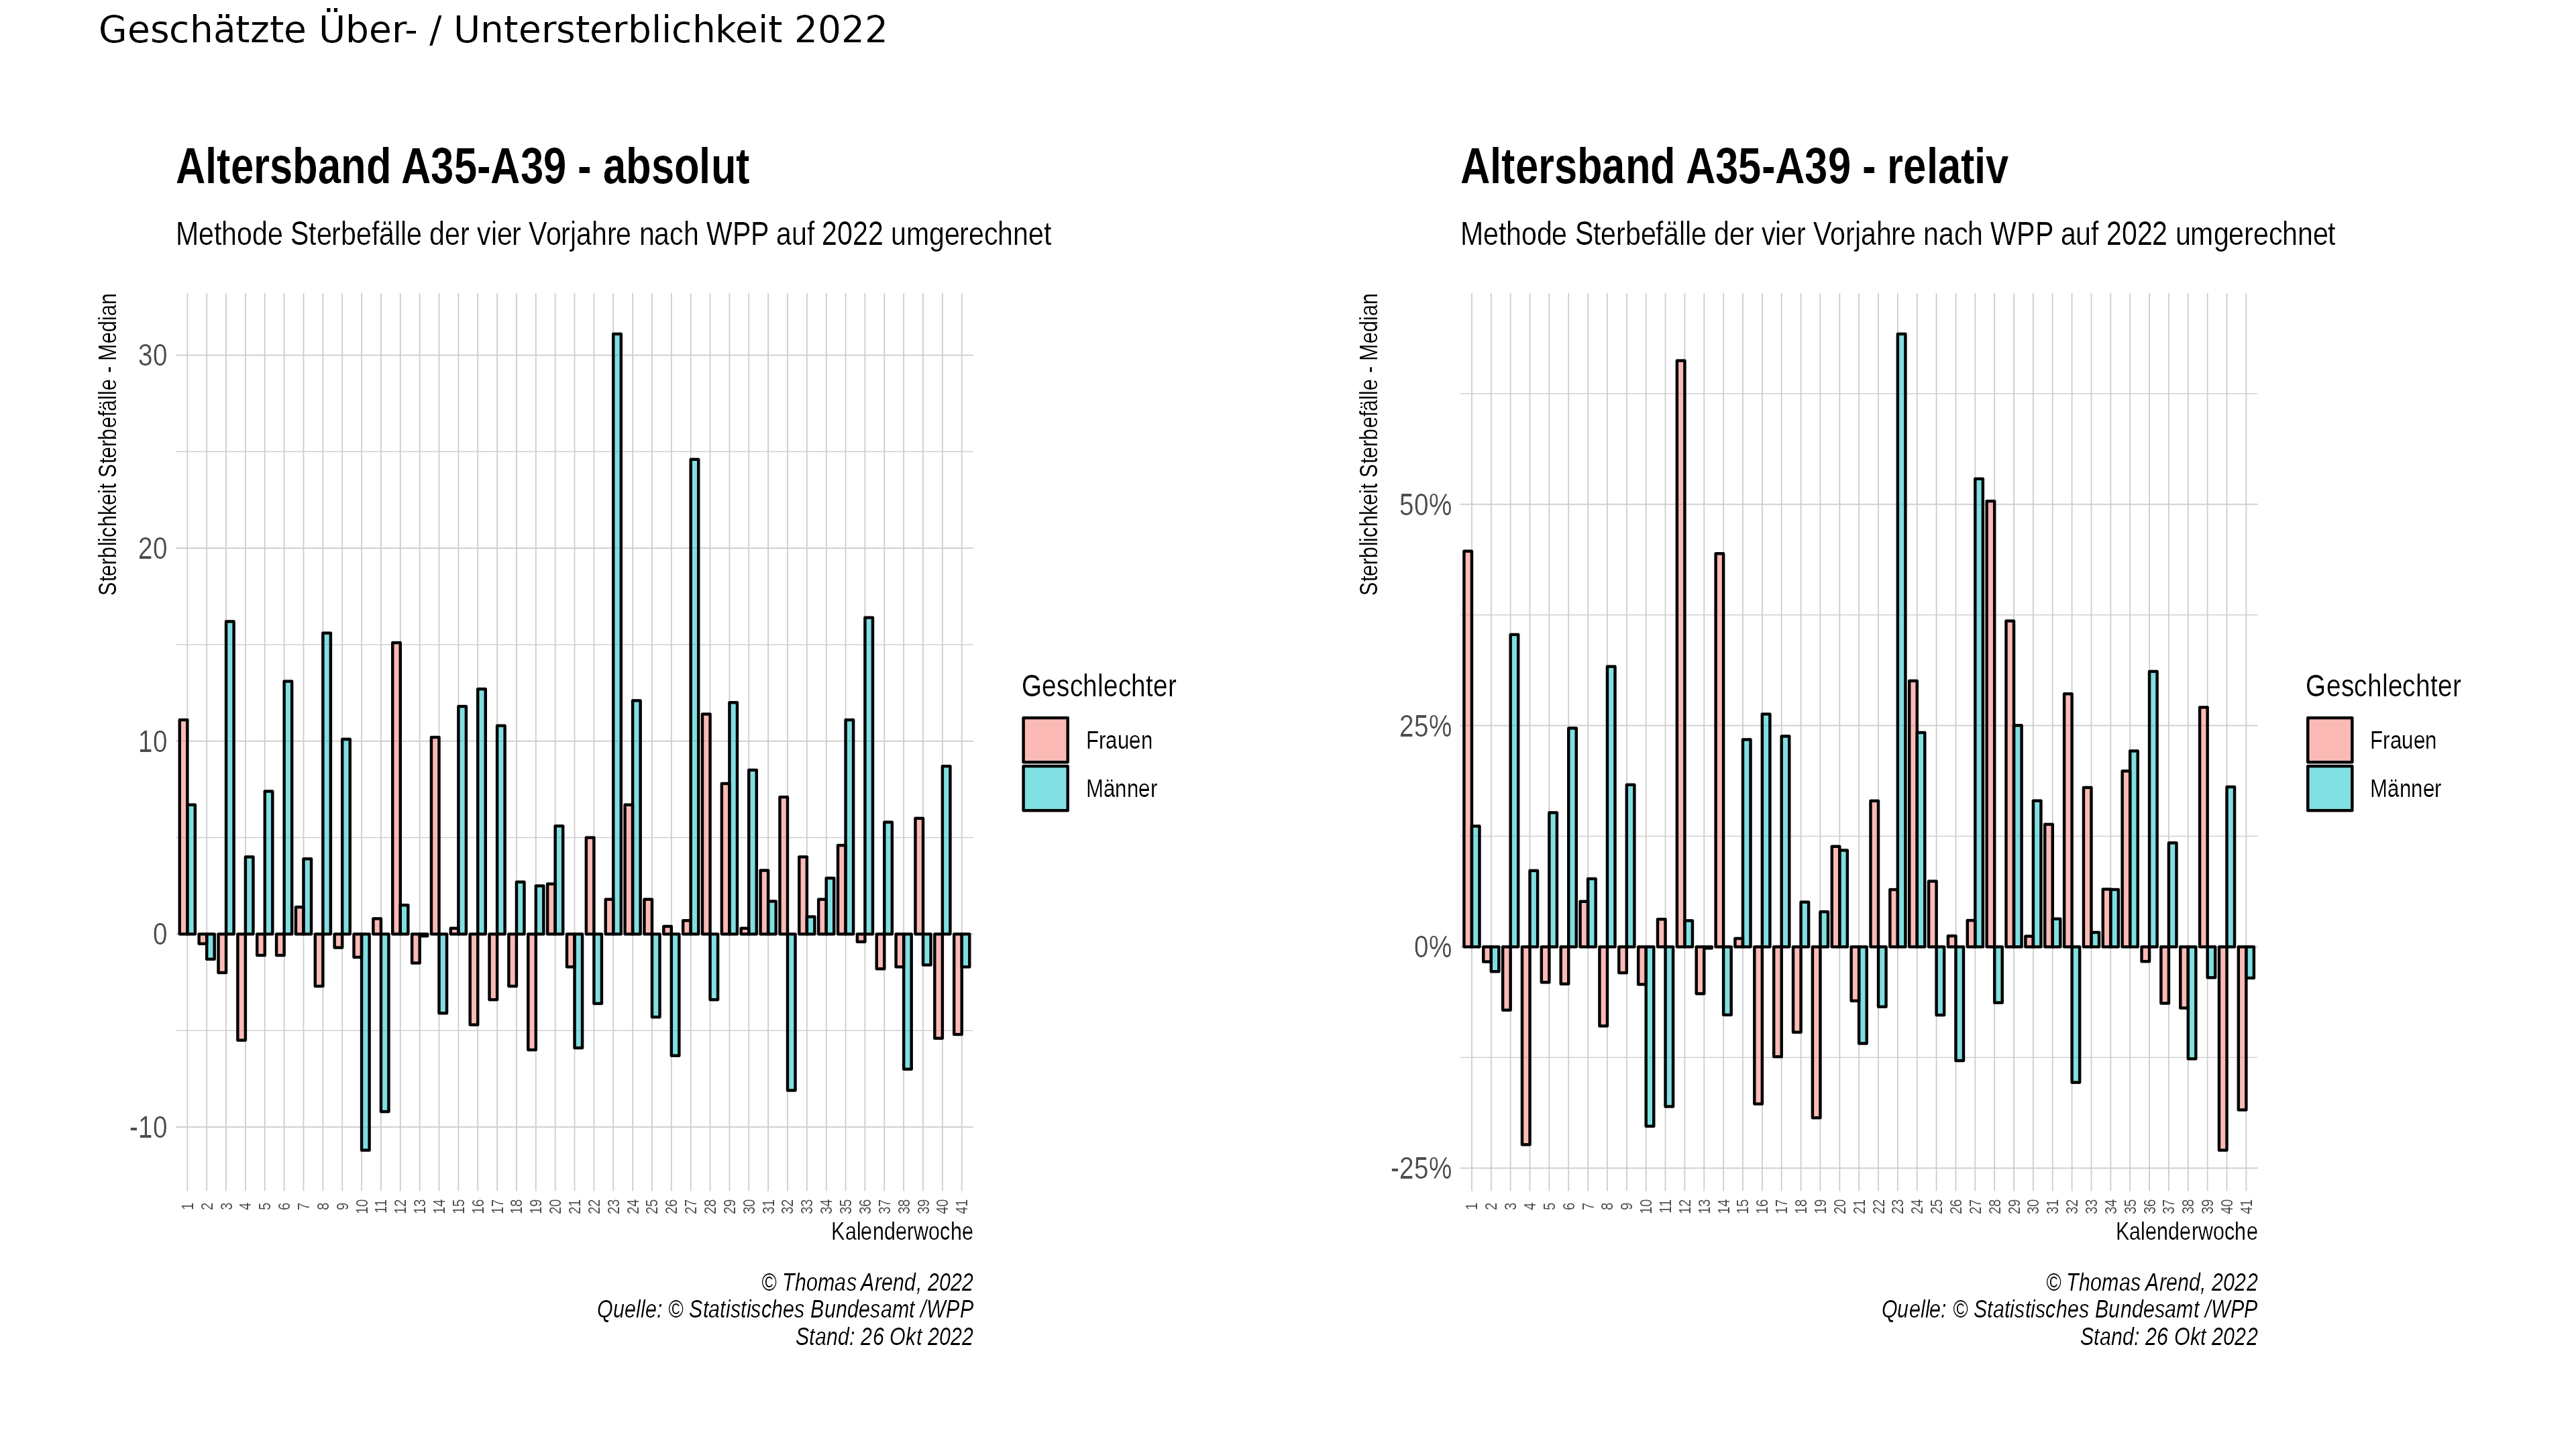 Geschätzte Über- / Untersterblichkeit 2022
Altersband A35-A39 - absolut
Methode Sterbefälle der vier Vorjahre nach WPP auf 2022 umgerechnet
Sterblichkeit Sterbefälle - Median
30
20
10
0
-10
1 2 3 4 5 6 7 8 9 10 11 12 13 14 15 16 17 18 19 20 21 22 23 24 25 26 27 28 29 30 31 32 33 34 35 36 37 38 39 40 41
Kalenderwoche
Geschlechter
Frauen
Männer
© Thomas Arend, 2022
Quelle: © Statistisches Bundesamt /WPP
Stand: 26 Okt 2022
Altersband A35-A39 - relativ
Methode Sterbefälle der vier Vorjahre nach WPP auf 2022 umgerechnet
Sterblichkeit Sterbefälle - Median
50%
25%
0%
-25%
1 2 3 4 5 6 7 8 9 10 11 12 13 14 15 16 17 18 19 20 21 22 23 24 25 26 27 28 29 30 31 32 33 34 35 36 37 38 39 40 41
Kalenderwoche
Geschlechter
Frauen
Männer
© Thomas Arend, 2022
Quelle: © Statistisches Bundesamt /WPP
Stand: 26 Okt 2022